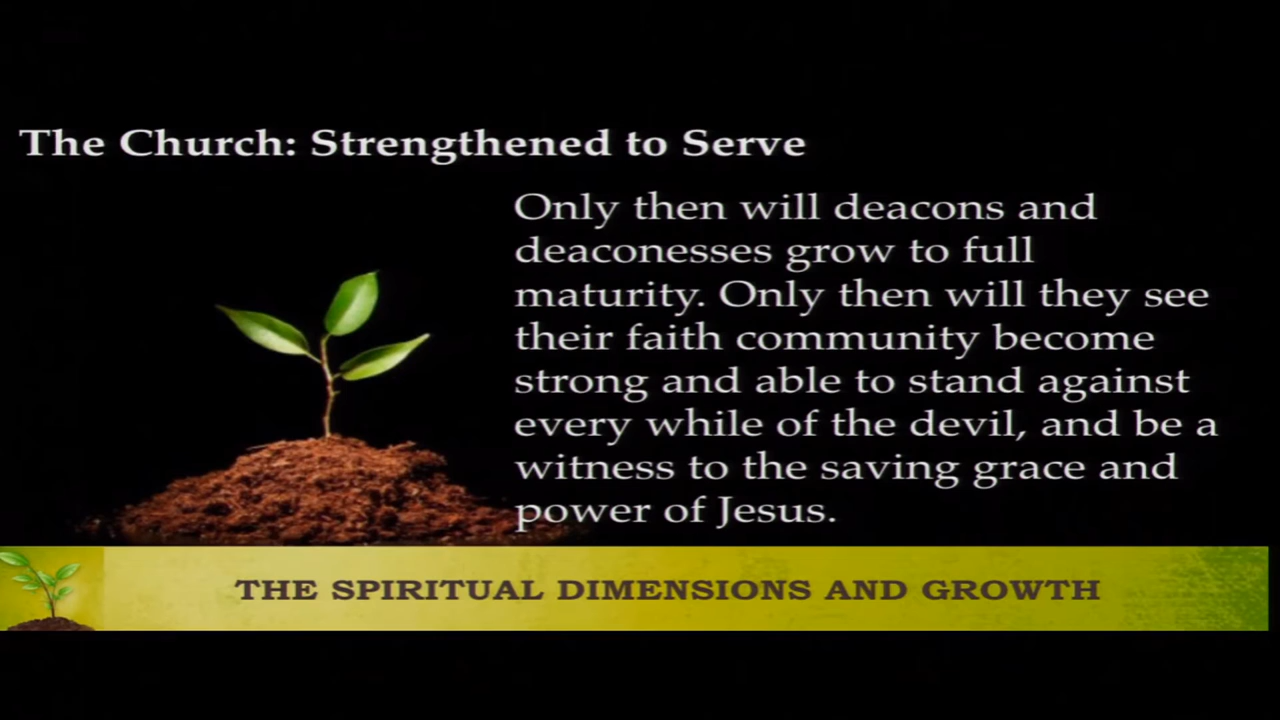 The Church: Strengthened to Serve
Only then will deacons and
deaconesses grow to full
maturity. Only then will they see
their faith community become
strong and able to stand against
every while of the devil, and be a
witness to the saving grace and
power of Jesus.
THE SPIRITUAL DIMENSIONS AND GROWTH